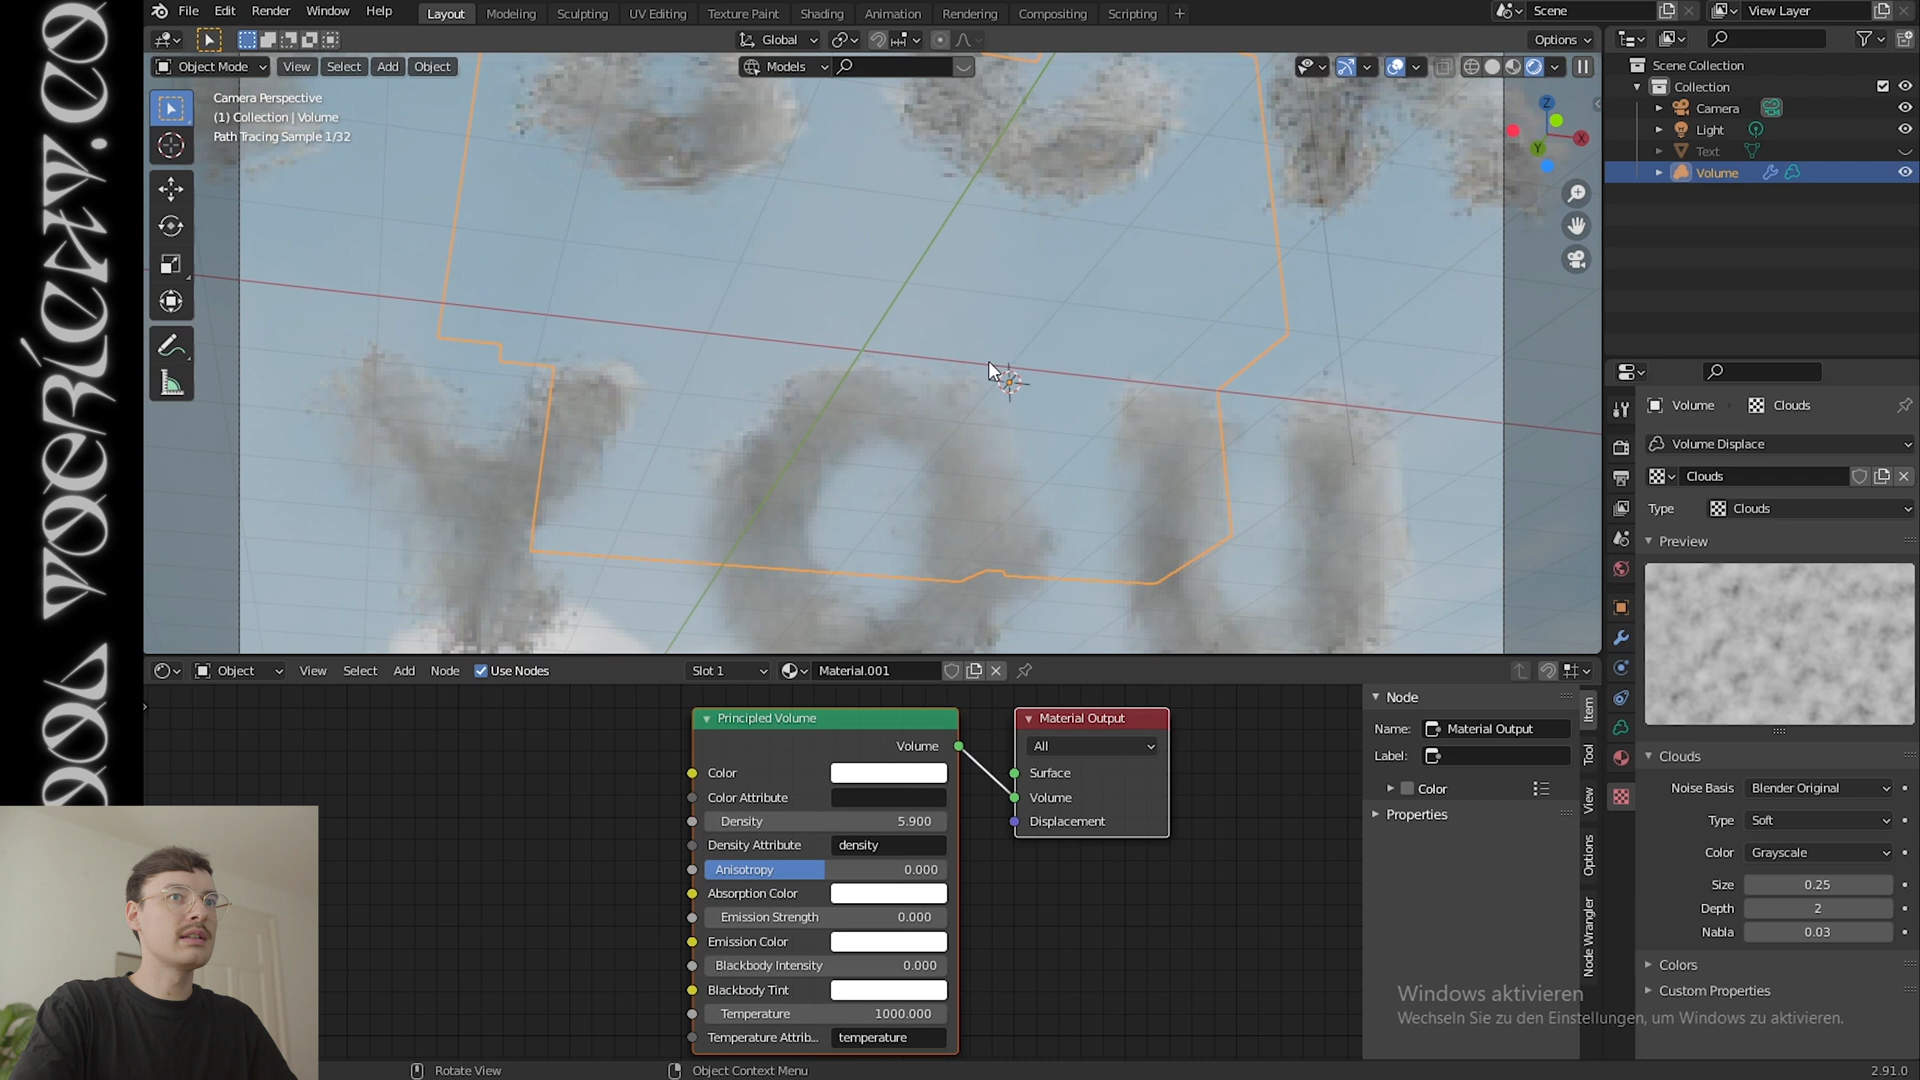 File Edit Render Window Help
Layout Modeling Sculpting UV Editing Texture Paint Shading Animation Rendering Compositing Scripting +
Scene
View Layer
Global
Options
Object Mode View Select Add Object
Models
Camera Perspective
(1) Collection | Volume
Path Tracing Sample 1/32
Z
X
Y
YOU
Scene Collection
Collection
Camera
Light
Text
Volume
Volume Clouds
Volume Displace
Clouds
Type Clouds
Preview
Clouds
Noise Basis Blender Original
Type Soft
Color Grayscale
Size 0.25
Depth 2
Nabla 0.03
Colors
Custom Properties
Object View Select Add Node Use Nodes
Slot 1 Material.001
Principled Volume
Volume
Color
Color Attribute
Density 5.900
Density Attribute density
Anisotropy 0.000
Absorption Color
Emission Strength 0.000
Emission Color
Blackbody Intensity 0.000
Blackbody Tint
Temperature 1000.000
Temperature Attrib... temperature
Material Output
All
Surface
Volume
Displacement
Node
Name: Material Output
Label:
Color
Properties
Item
Tool
View
Options
Node Wrangler
Windows aktivieren
Wechseln Sie zu den Einstellungen, um Windows zu aktivieren.
Rotate View
Object Context Menu
2.91.0